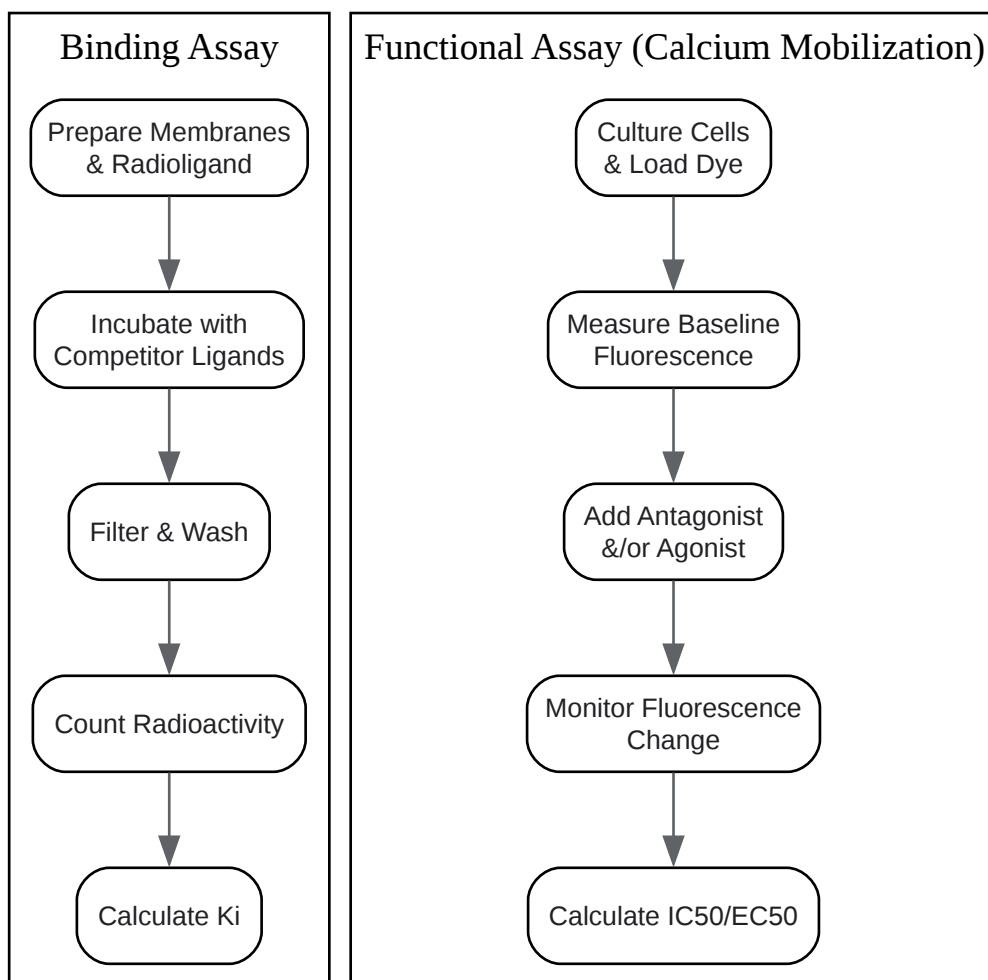 Binding Assay
Prepare Membranes
& Radioligand
Incubate with
Competitor Ligands
Filter & Wash
Count Radioactivity
Calculate Ki
Functional Assay (Calcium Mobilization)
Culture Cells
& Load Dye
Measure Baseline
Fluorescence
Add Antagonist
&/or Agonist
Monitor Fluorescence
Change
Calculate IC50/EC50